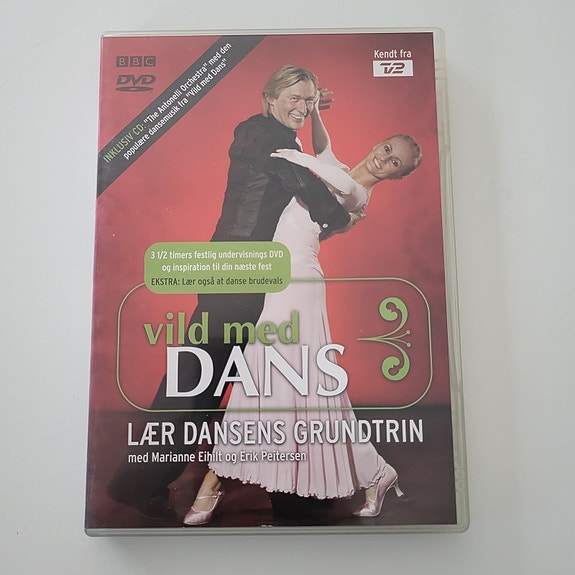 BBC
DVD
INKLUSIV CD: "The Antonelli Orchestra" med den
populære dansemusik fra "Vild med Dans"
Kendt fra
TV2
3 1/2 timers festlig undervisnings DVD
og inspiration til din næste fest
EKSTRA: Lær også at danse brudevals
vild med
DANS
LÆR DANSENS GRUNDTRIN
med Marianne Eihilt og Erik Peitersen